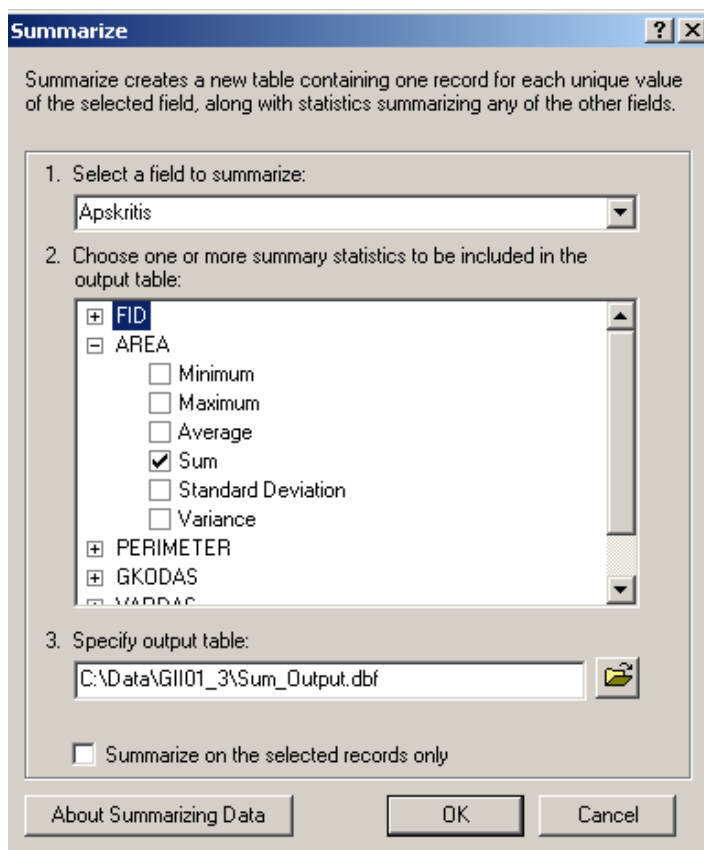 Summarize
Summarize creates a new table containing one record for each unique value
of the selected field, along with statistics summarizing any of the other fields.
1. Select a field to summarize:
Apskritis
2. Choose one or more summary statistics to be included in the
output table:
FID
AREA
Minimum
Maximum
Average
Sum
Standard Deviation
Variance
PERIMETER
GKODAS
VARDAS
3. Specify output table:
C:\Data\GII01_3\Sum_Output.dbf
Summarize on the selected records only
About Summarizing Data
OK
Cancel